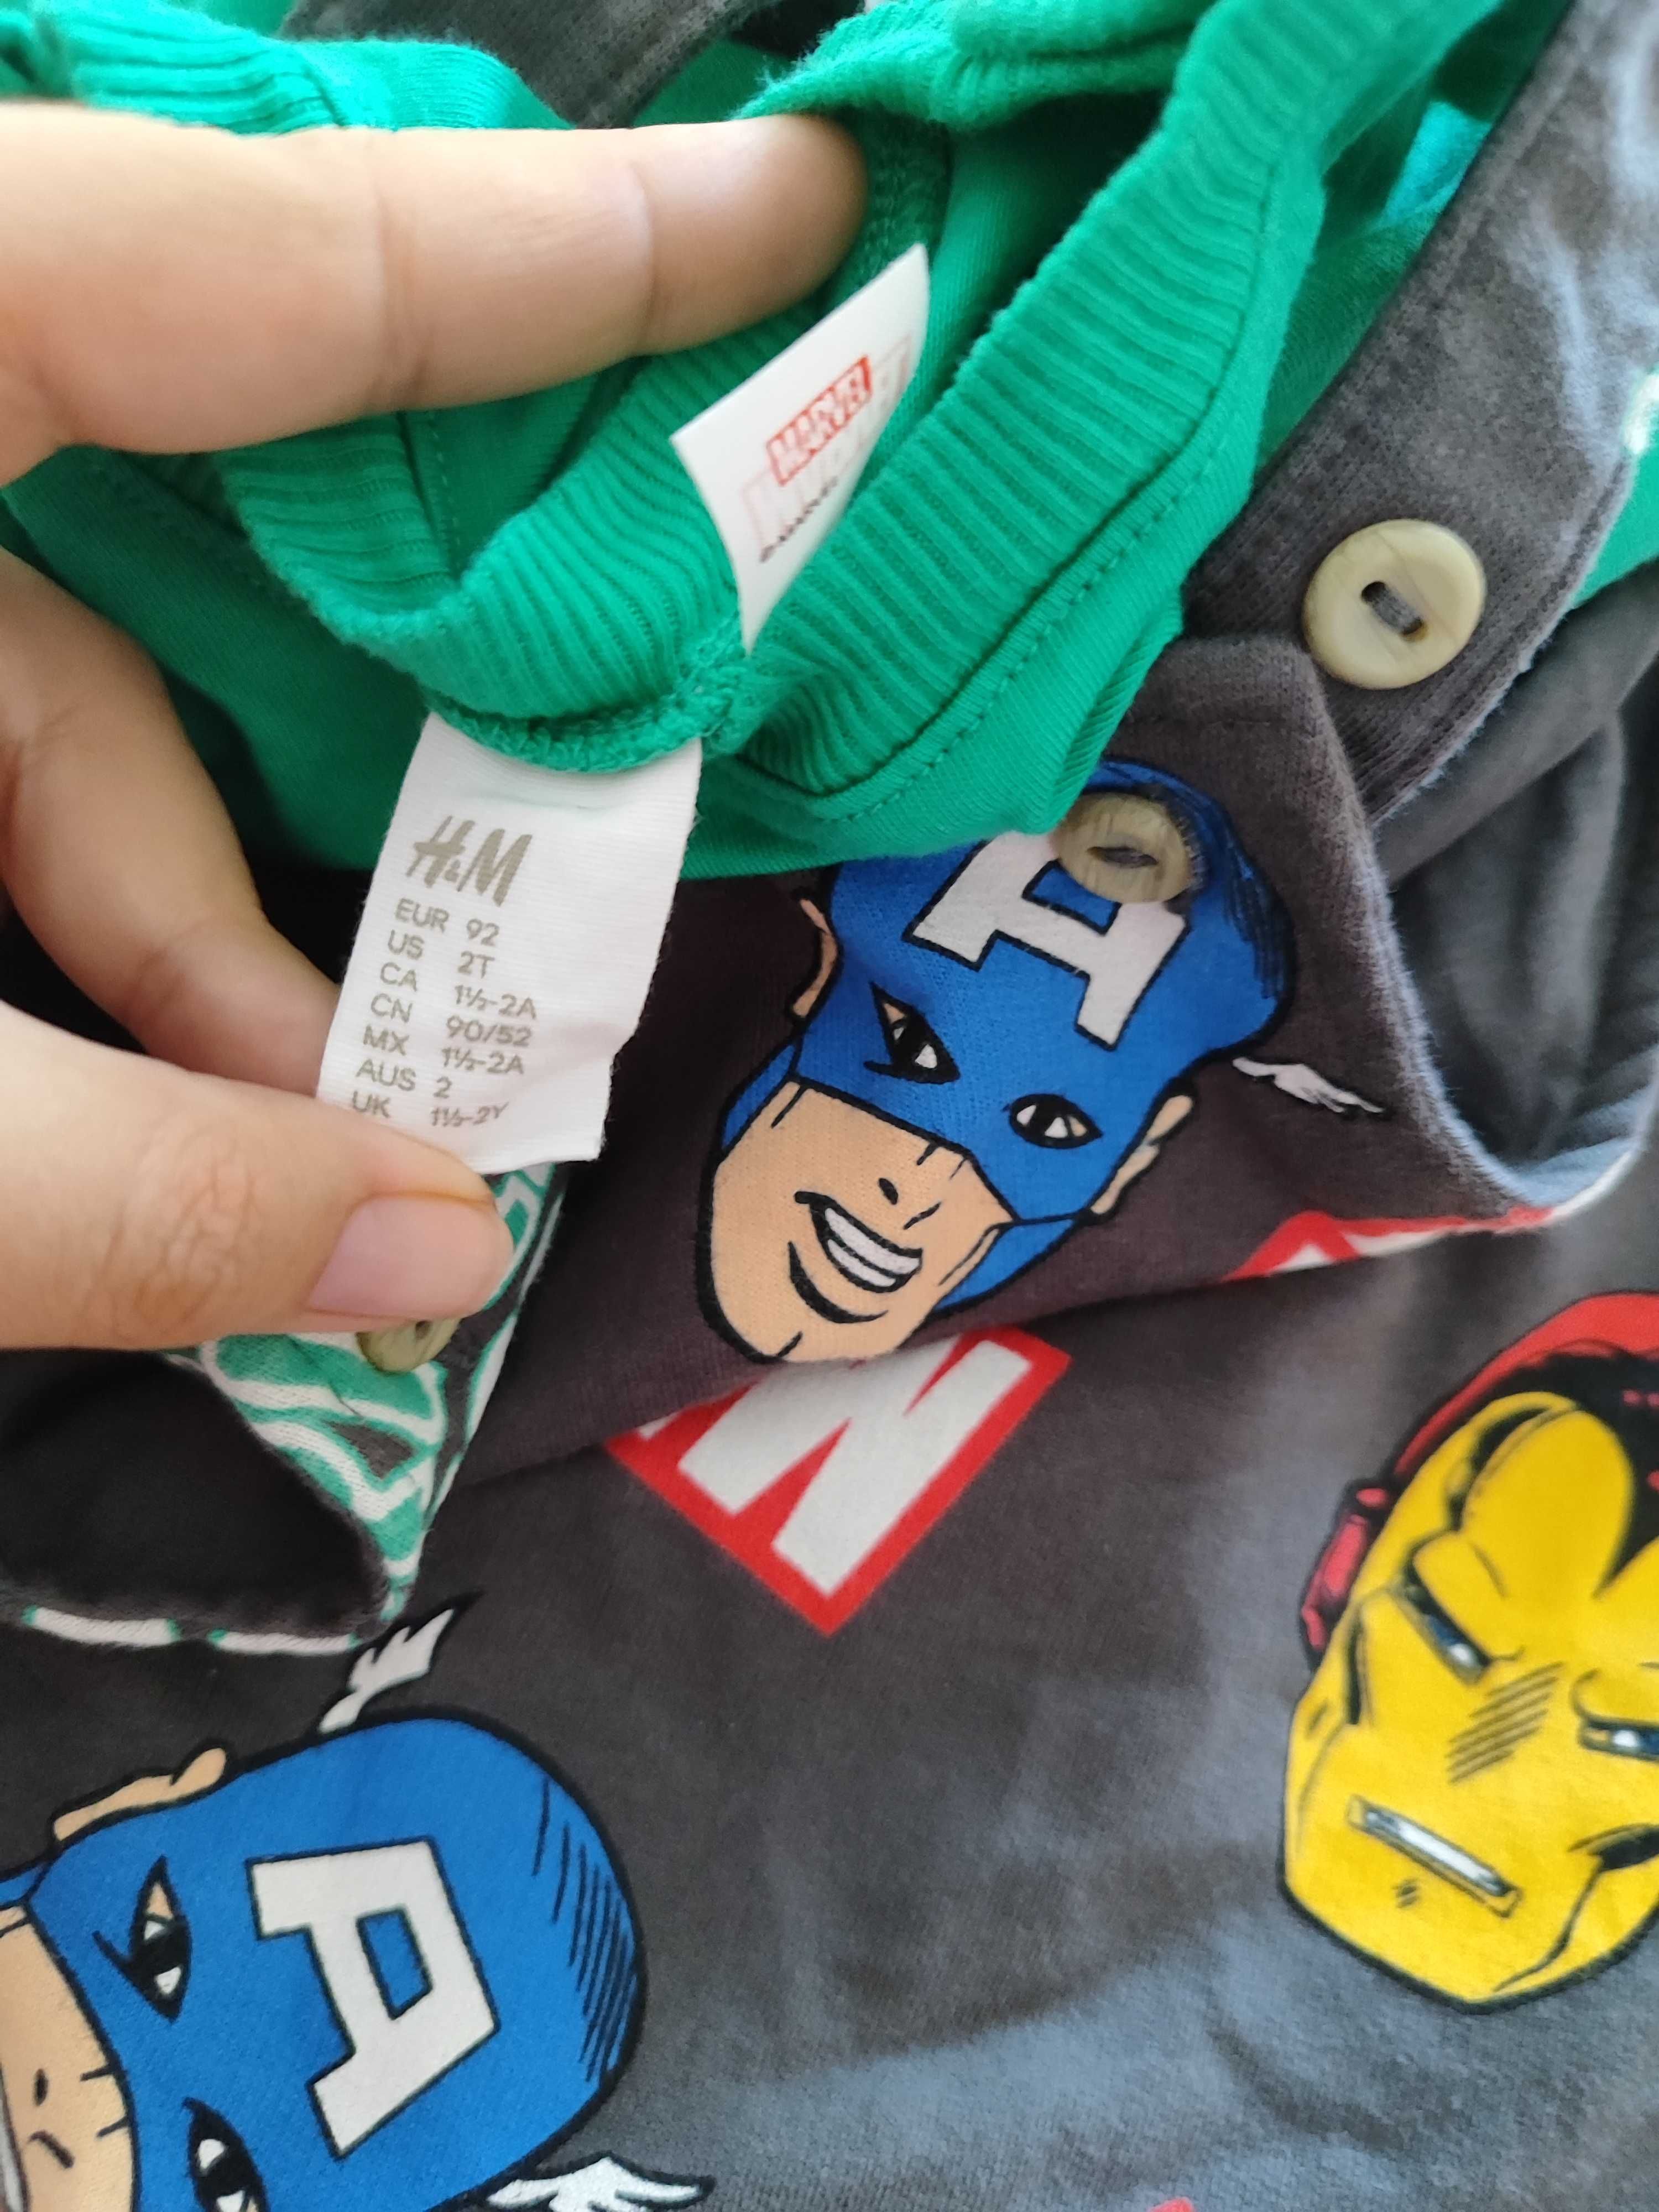 MARVEL
H&M
EUR 92
US 2T
CA 1½-2A
CN 90/52
MX 1½-2A
AUS 2
UK 1½-2Y
A
A